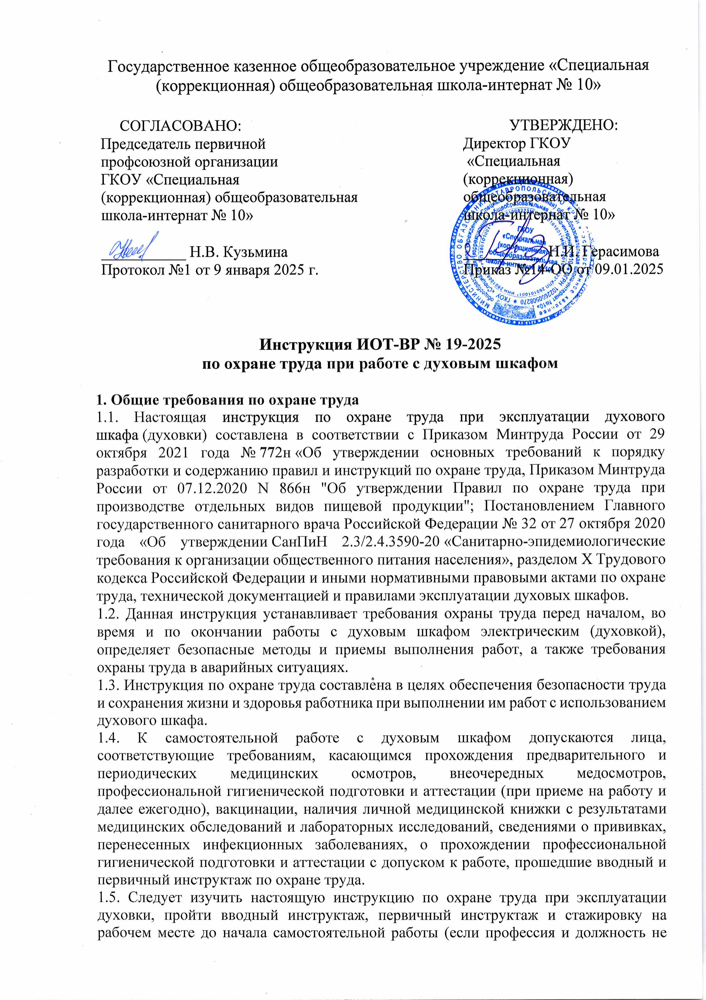 Государственное казенное общеобразовательное учреждение «Специальная
(коррекционная) общеобразовательная школа-интернат № 10»
СОГЛАСОВАНО:
Председатель первичной
профсоюзной организации
ГКОУ «Специальная
(коррекционная) общеобразовательная
школа-интернат № 10»
___________ Н.В. Кузьмина
Протокол №1 от 9 января 2025 г.
УТВЕРЖДЕНО:
Директор ГКОУ
«Специальная
(коррекционная)
общеобразовательная
школа-интернат № 10»
Н.И. Герасимова
Приказ №14-ОО от 09.01.2025
ГКОУ
«Специальная
(коррекционная)
общеобразовательная
школа-интернат №10»
Инструкция ИОТ-ВР № 19-2025
по охране труда при работе с духовым шкафом
1. Общие требования по охране труда
1.1. Настоящая инструкция по охране труда при эксплуатации духового
шкафа (духовки) составлена в соответствии с Приказом Минтруда России от 29
октября 2021 года № 772н «Об утверждении основных требований к порядку
разработки и содержанию правил и инструкций по охране труда, Приказом Минтруда
России от 07.12.2020 N 866н "Об утверждении Правил по охране труда при
производстве отдельных видов пищевой продукции"; Постановлением Главного
государственного санитарного врача Российской Федерации № 32 от 27 октября 2020
года «Об утверждении СанПиН 2.3/2.4.3590-20 «Санитарно-эпидемиологические
требования к организации общественного питания населения», разделом X Трудового
кодекса Российской Федерации и иными нормативными правовыми актами по охране
труда, технической документацией и правилами эксплуатации духовых шкафов.
1.2. Данная инструкция устанавливает требования охраны труда перед началом, во
время и по окончании работы с духовым шкафом электрическим (духовкой),
определяет безопасные методы и приемы выполнения работ, а также требования
охраны труда в аварийных ситуациях.
1.3. Инструкция по охране труда составлена в целях обеспечения безопасности труда
и сохранения жизни и здоровья работника при выполнении им работ с использованием
духового шкафа.
1.4. К самостоятельной работе с духовым шкафом допускаются лица,
соответствующие требованиям, касающимся прохождения предварительного и
периодических медицинских осмотров, внеочередных медосмотров,
профессиональной гигиенической подготовки и аттестации (при приеме на работу и
далее ежегодно), вакцинации, наличия личной медицинской книжки с результатами
медицинских обследований и лабораторных исследований, сведениями о прививках,
перенесенных инфекционных заболеваниях, о прохождении профессиональной
гигиенической подготовки и аттестации с допуском к работе, прошедшие вводный и
первичный инструктаж по охране труда.
1.5. Следует изучить настоящую инструкцию по охране труда при эксплуатации
духовки, пройти вводный инструктаж, первичный инструктаж и стажировку на
рабочем месте до начала самостоятельной работы (если профессия и должность не